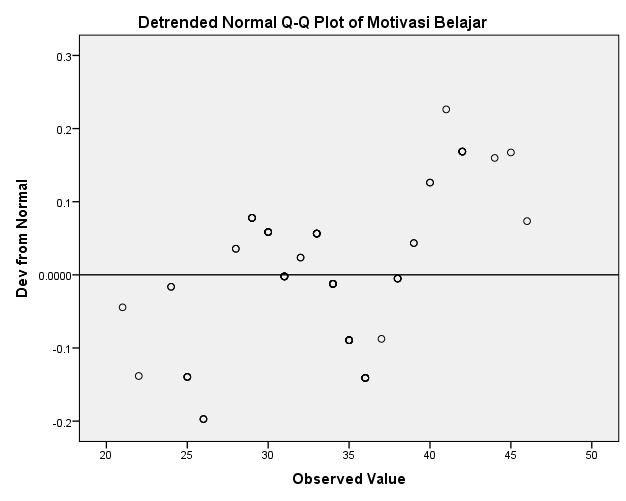 Detrended Normal Q-Q Plot of Motivasi Belajar
Dev from Normal
0.3
0.2
0.1
0.0000
-0.1
-0.2
20 25 30 35 40 45 50
Observed Value